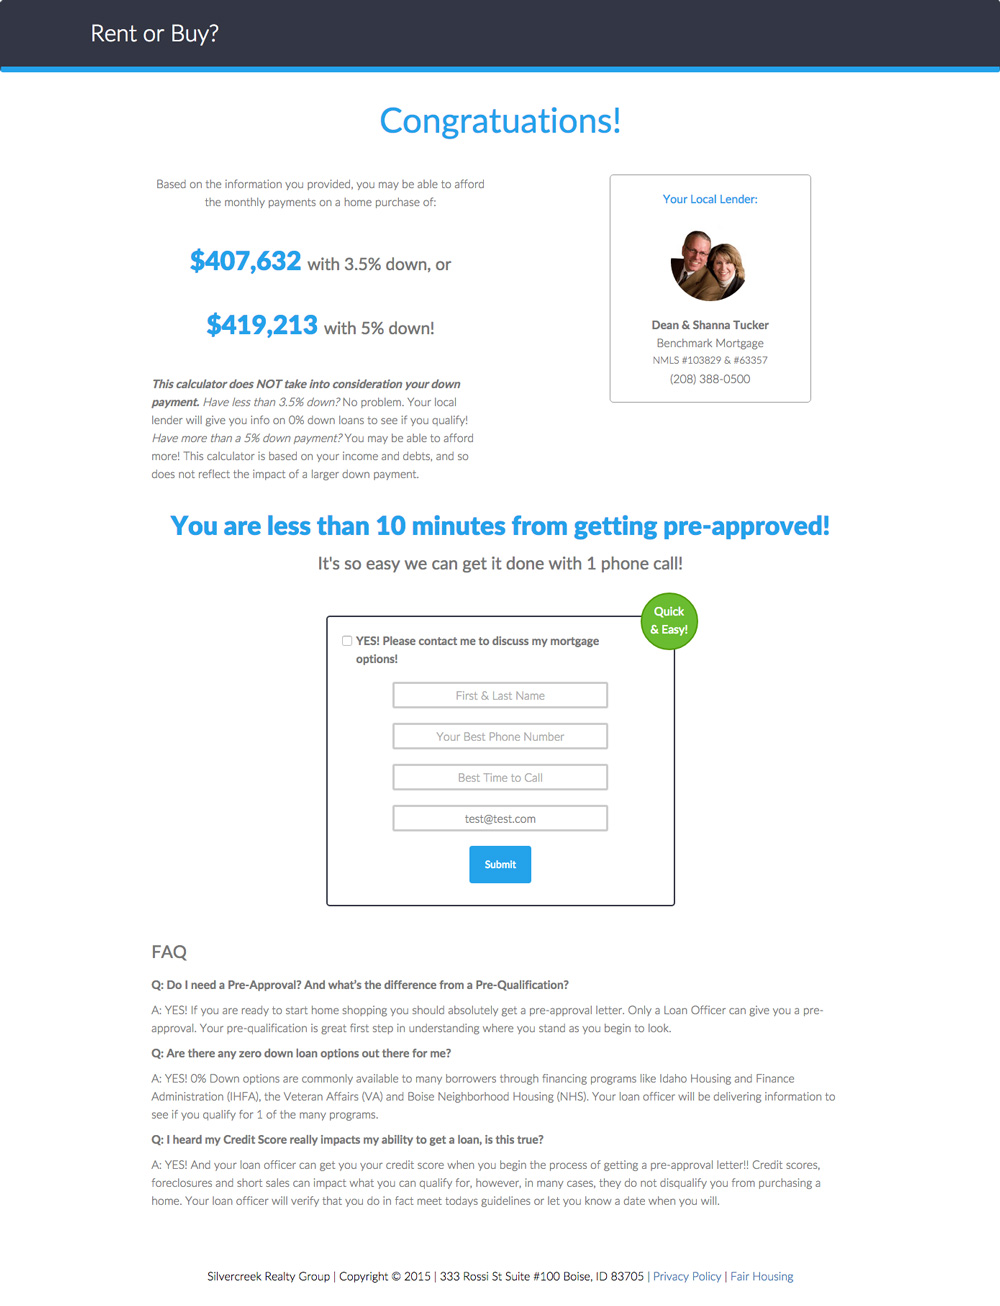 Rent or Buy?
Congratuations!
Based on the information you provided, you may be able to afford
the monthly payments on a home purchase of:
$407,632 with 3.5% down, or
$419,213 with 5% down!
This calculator does NOT take into consideration your down
payment. Have less than 3.5% down? No problem. Your local
lender will give you info on 0% down loans to see if you qualify!
Have more than a 5% down payment? You may be able to afford
more! This calculator is based on your income and debts, and so
does not reflect the impact of a larger down payment.
Your Local Lender:
Dean & Shanna Tucker
Benchmark Mortgage
NMLS #103829 & #63357
(208) 388-0500
You are less than 10 minutes from getting pre-approved!
It's so easy we can get it done with 1 phone call!
Quick
& Easy!
YES! Please contact me to discuss my mortgage
options!
First & Last Name
Your Best Phone Number
Best Time to Call
test@test.com
Submit
FAQ
Q: Do I need a Pre-Approval? And what's the difference from a Pre-Qualification?
A: YES! If you are ready to start home shopping you should absolutely get a pre-approval letter. Only a Loan Officer can give you a pre-
approval. Your pre-qualification is great first step in understanding where you stand as you begin to look.
Q: Are there any zero down loan options out there for me?
A: YES! 0% Down options are commonly available to many borrowers through financing programs like Idaho Housing and Finance
Administration (IHFA), the Veteran Affairs (VA) and Boise Neighborhood Housing (NHS). Your loan officer will be delivering information to
see if you qualify for 1 of the many programs.
Q: I heard my Credit Score really impacts my ability to get a loan, is this true?
A: YES! And your loan officer can get you your credit score when you begin the process of getting a pre-approval letter!! Credit scores,
foreclosures and short sales can impact what you can qualify for, however, in many cases, they do not disqualify you from purchasing a
home. Your loan officer will verify that you do in fact meet todays guidelines or let you know a date when you will.
Silvercreek Realty Group | Copyright © 2015 | 333 Rossi St Suite #100 Boise, ID 83705 | Privacy Policy | Fair Housing